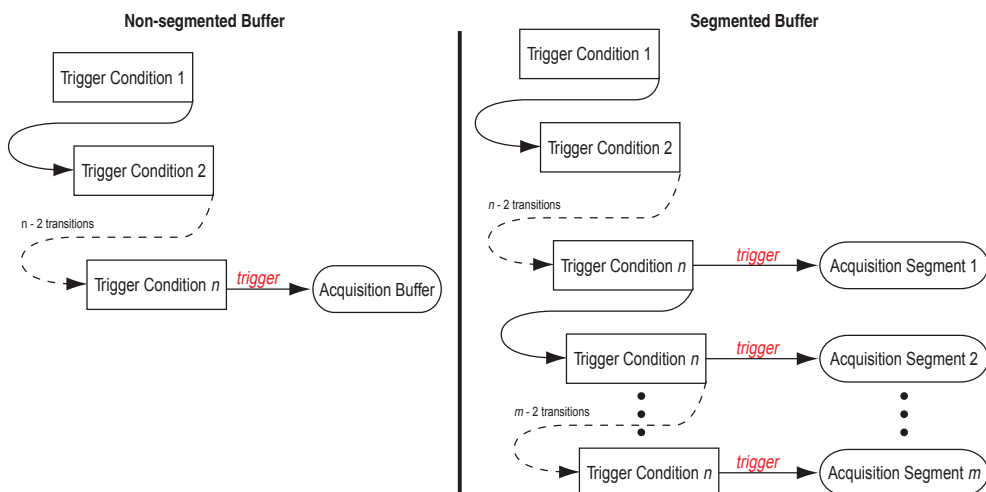 Non-segmented Buffer
Trigger Condition 1
Trigger Condition 2
n - 2 transitions
Trigger Condition n
trigger
Acquisition Buffer
Segmented Buffer
Trigger Condition 1
Trigger Condition 2
n - 2 transitions
Trigger Condition n
trigger
Acquisition Segment 1
Trigger Condition n
trigger
Acquisition Segment 2
m - 2 transitions
Trigger Condition n
trigger
Acquisition Segment m